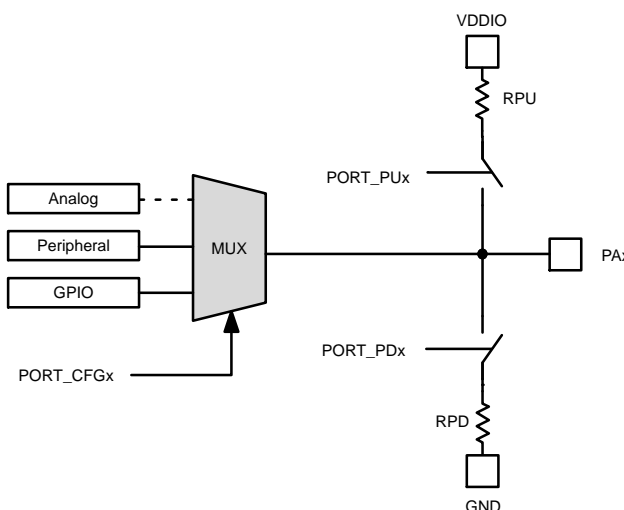 VDDIO
RPU
PORT_PUx
Analog
Peripheral
MUX
GPIO
PAx
PORT_PDx
PORT_CFGx
RPD
GND